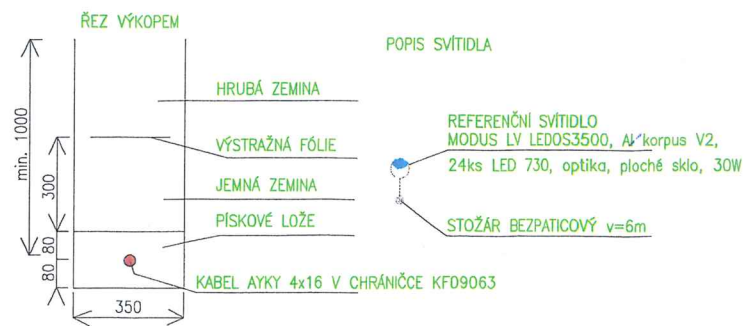 ŘEZ VÝKOPEM
POPIS SVÍTIDLA
min. 1000
300
80
80
350
HRUBÁ ZEMINA
VÝSTRAŽNÁ FÓLIE
JEMNÁ ZEMINA
PÍSKOVÉ LOŽE
KABEL AYKY 4x16 V CHRÁNIČCE KF09063
REFERENČNÍ SVÍTIDLO
MODUS LV LEDOS3500, Al korpus V2,
24ks LED 730, optika, ploché sklo, 30W
STOŽÁR BEZPATICOVÝ v=6m